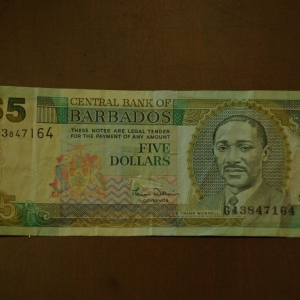 $5
CENTRAL BANK OF
BARBADOS
3847164
THESE NOTES ARE LEGAL TENDER
FOR THE PAYMENT OF ANY AMOUNT
FIVE
DOLLARS
GOVERNOR
G43847164